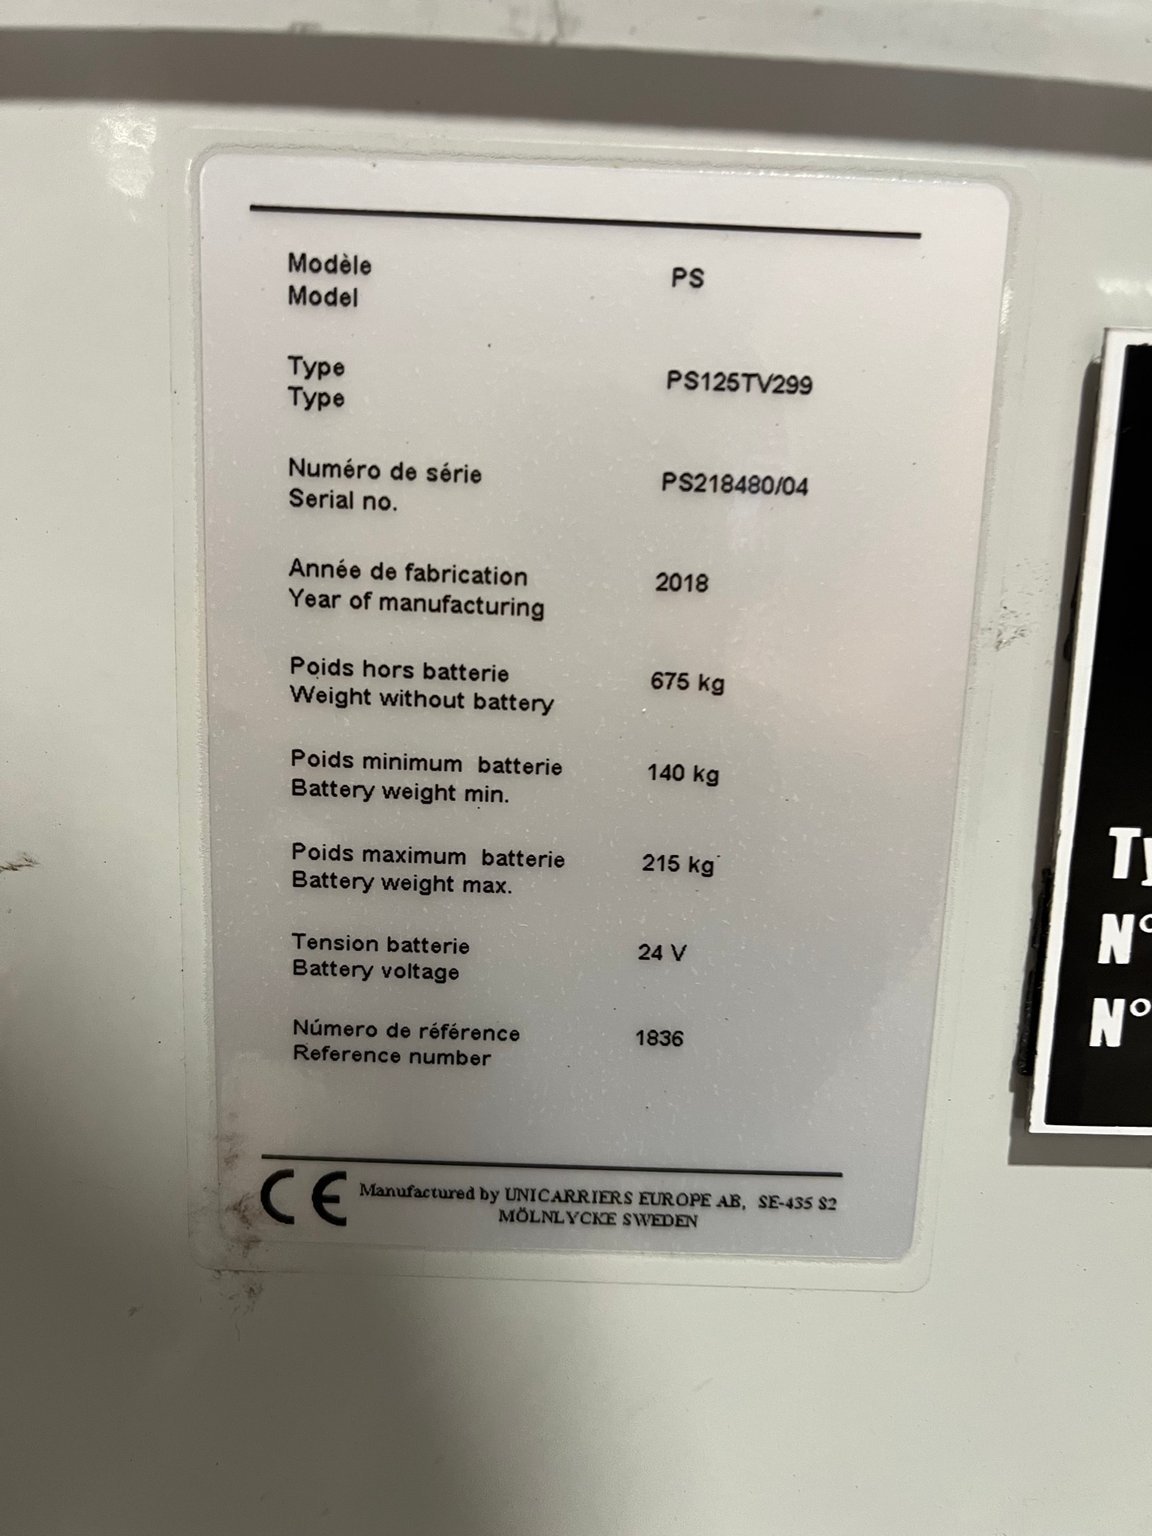 Modèle PS
Model
Type PS125TV299
Type
Numéro de série PS218480/04
Serial no.
Année de fabrication 2018
Year of manufacturing
Poids hors batterie 675 kg
Weight without battery
Poids minimum batterie 140 kg
Battery weight min.
Poids maximum batterie 215 kg
Battery weight max.
Tension batterie 24 V
Battery voltage
Número de référence 1836
Reference number
CE Manufactured by UNICARRIERS EUROPE AB, SE-435 S2
MÖLNLYCKE SWEDEN
N°
N°